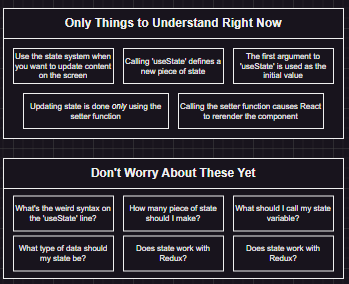 Only Things to Understand Right Now
Use the state system when
you want to update content
on the screen
Calling 'useState' defines a
new piece of state
The first argument to
'useState' is used as the
initial value
Updating state is done only using the
setter function
Calling the setter function causes React
to rerender the component
Don't Worry About These Yet
What's the weird syntax on
the 'useState' line?
How many piece of state
should I make?
What should I call my state
variable?
What type of data should
my state be?
Does state work with
Redux?
Does state work with
Redux?